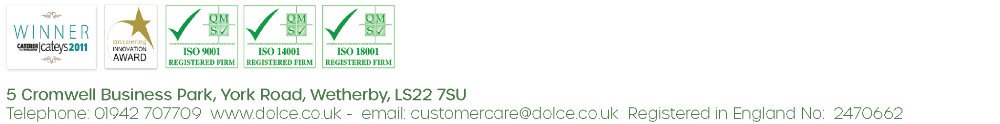 WINNER
CATERER AND HOTELKEEPER | cateys 2011
EDUcatering
INNOVATION
AWARD
QM
S
ISO 9001
REGISTERED FIRM
QM
S
ISO 14001
REGISTERED FIRM
QM
S
ISO 18001
REGISTERED FIRM
5 Cromwell Business Park, York Road, Wetherby, LS22 7SU
Telephone: 01942 707709 www.dolce.co.uk - email: customercare@dolce.co.uk Registered in England No: 2470662